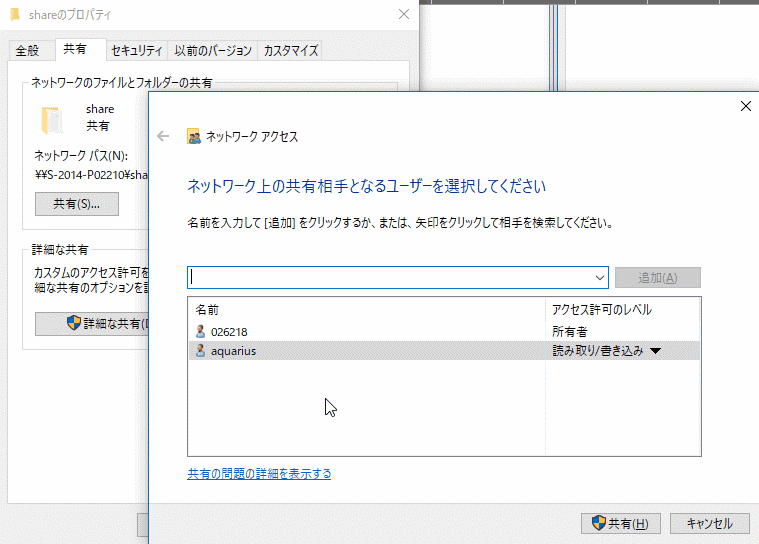 shareのプロパティ
全般 共有 セキュリティ 以前のバージョン カスタマイズ
ネットワークのファイルとフォルダーの共有
share
共有
ネットワーク パス(N):
¥¥S-2014-P02210¥sha
共有(S)...
詳細な共有
カスタムのアクセス許可を
細な共有のオプションを
詳細な共有(
ネットワーク アクセス
ネットワーク上の共有相手となるユーザーを選択してください
名前を入力して [追加] をクリックするか、または、矢印をクリックして相手を検索してください。
追加(A)
名前 アクセス許可のレベル
026218 所有者
aquarius 読み取り/書き込み
共有の問題の詳細を表示する
共有(H) キャンセル